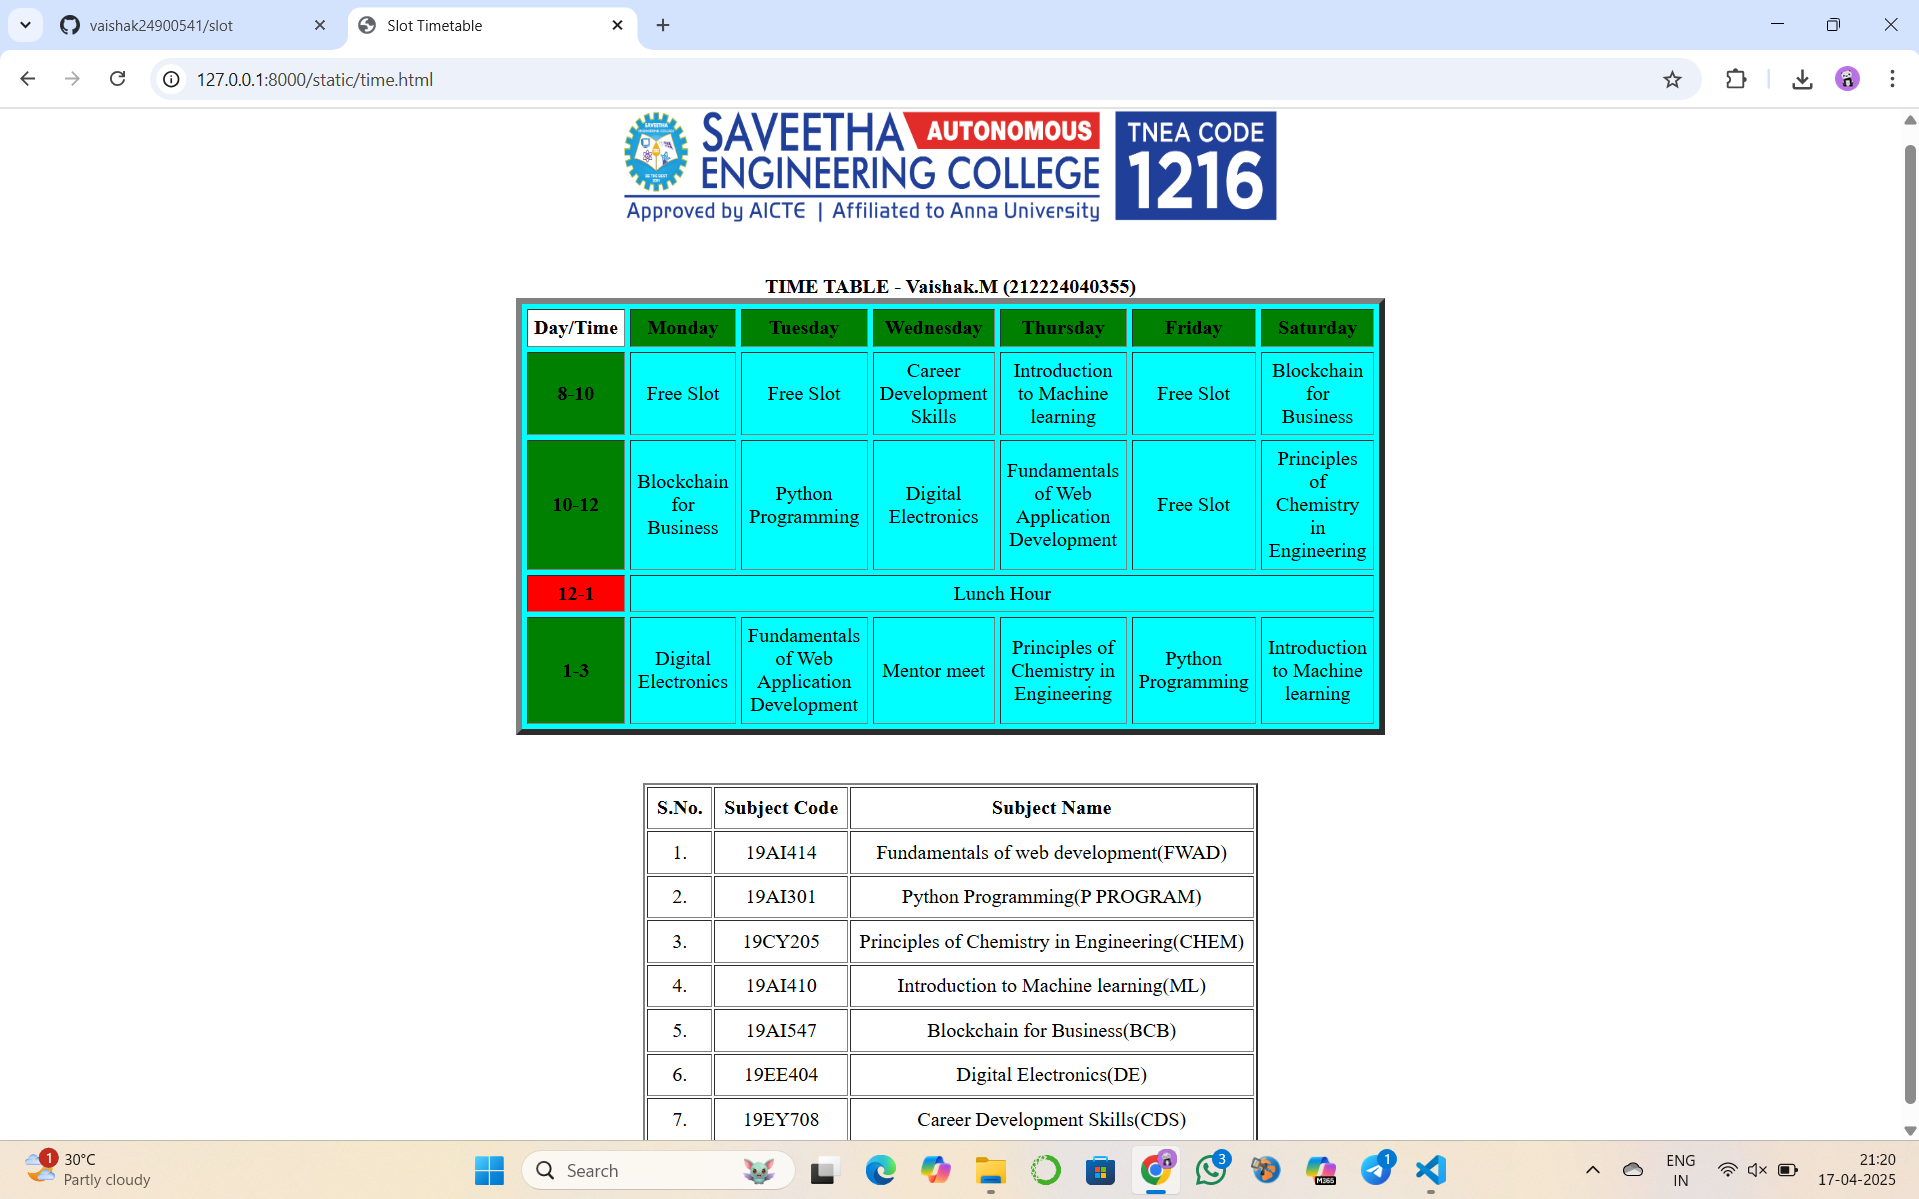 vaishak24900541/slot
Slot Timetable
127.0.0.1:8000/static/time.html
SAVEETHA AUTONOMOUS
ENGINEERING COLLEGE
Approved by AICTE | Affiliated to Anna University
TNEA CODE
1216
TIME TABLE - Vaishak.M (212224040355)
Day/Time Monday Tuesday Wednesday Thursday Friday Saturday
8-10
Free Slot
Free Slot
Career
Development
Skills
Introduction
to Machine
learning
Free Slot
Blockchain
for
Business
10-12
Blockchain
for
Business
Python
Programming
Digital
Electronics
Fundamentals
of Web
Application
Development
Free Slot
Principles
of
Chemistry
in
Engineering
12-1
Lunch Hour
1-3
Digital
Electronics
Fundamentals
of Web
Application
Development
Mentor meet
Principles of
Chemistry in
Engineering
Python
Programming
Introduction
to Machine
learning
S.No. Subject Code Subject Name
1. 19AI414 Fundamentals of web development(FWAD)
2. 19AI301 Python Programming(P PROGRAM)
3. 19CY205 Principles of Chemistry in Engineering(CHEM)
4. 19AI410 Introduction to Machine learning(ML)
5. 19AI547 Blockchain for Business(BCB)
6. 19EE404 Digital Electronics(DE)
7. 19EY708 Career Development Skills(CDS)
1
30°C
Partly cloudy
Search
3
M365
1
ENG
IN
21:20
17-04-2025